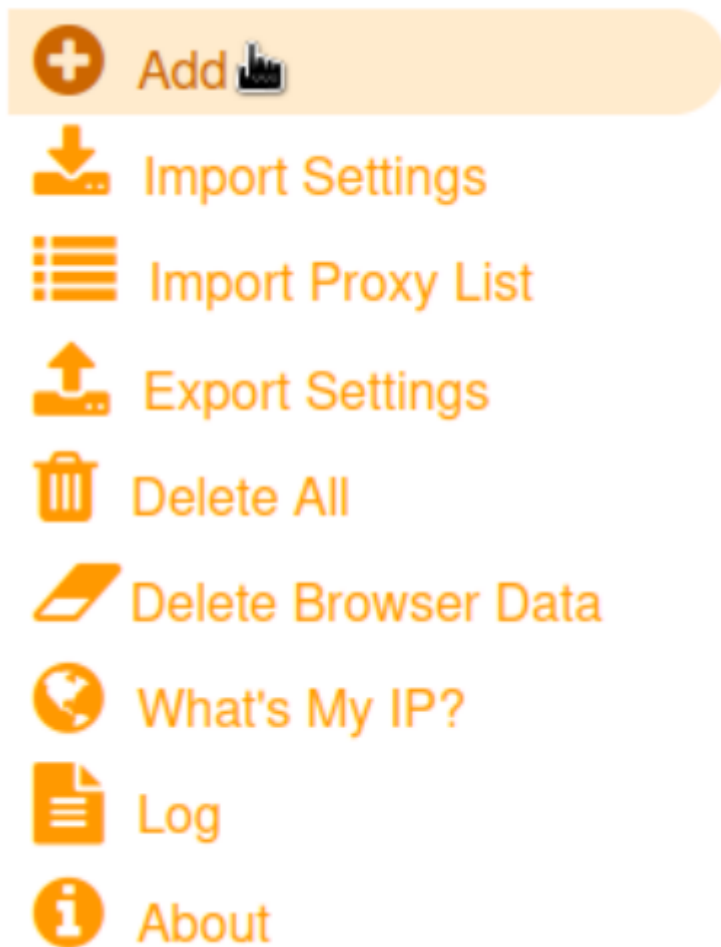 Add
Import Settings
Import Proxy List
Export Settings
Delete All
Delete Browser Data
What's My IP?
Log
About